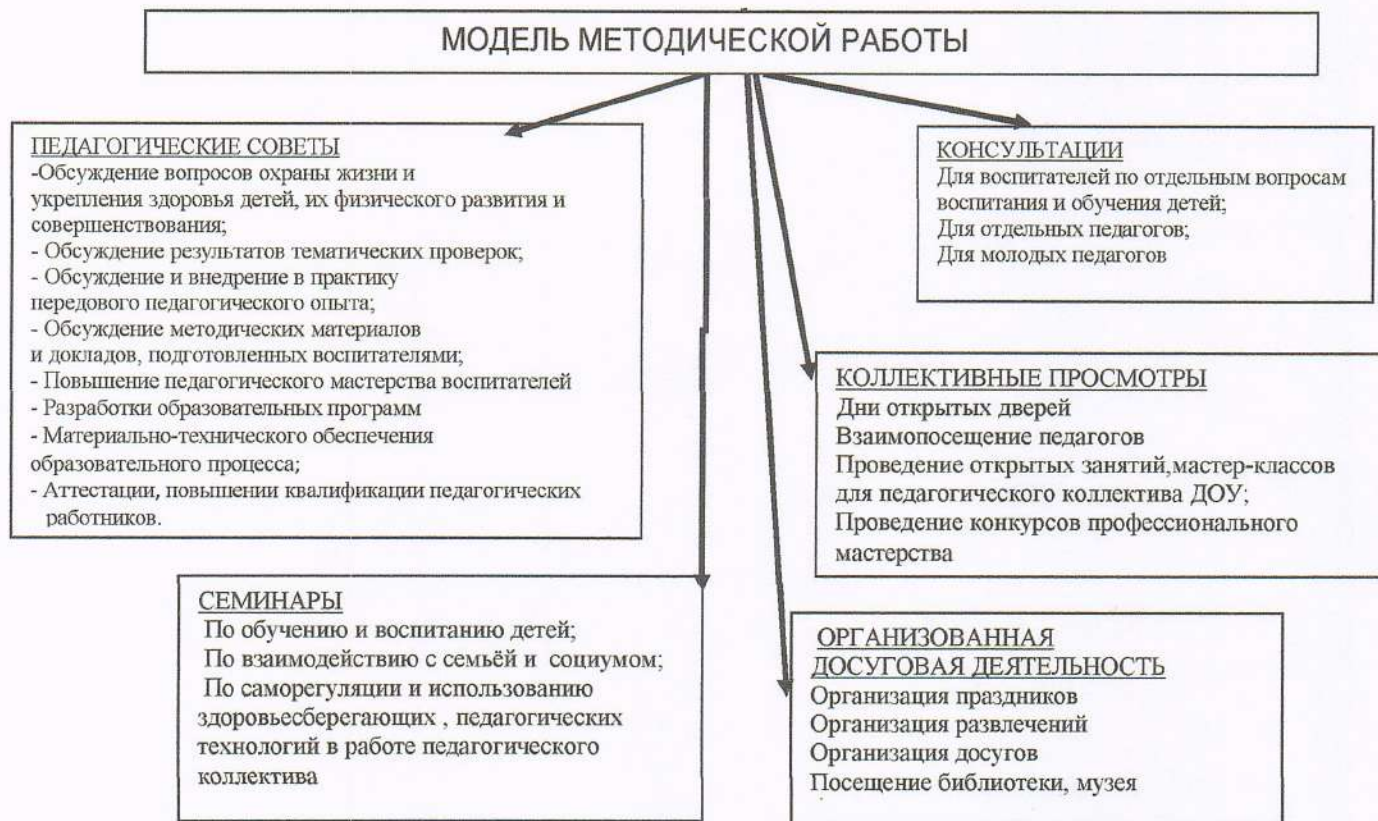 МОДЕЛЬ МЕТОДИЧЕСКОЙ РАБОТЫ
ПЕДАГОГИЧЕСКИЕ СОВЕТЫ
-Обсуждение вопросов охраны жизни и
укрепления здоровья детей, их физического развития и
совершенствования;
- Обсуждение результатов тематических проверок;
- Обсуждение и внедрение в практику
передового педагогического опыта;
- Обсуждение методических материалов
и докладов, подготовленных воспитателями;
- Повышение педагогического мастерства воспитателей
- Разработки образовательных программ
- Материально-технического обеспечения
образовательного процесса;
- Аттестации, повышении квалификации педагогических
работников.
КОНСУЛЬТАЦИИ
Для воспитателей по отдельным вопросам
воспитания и обучения детей;
Для отдельных педагогов;
Для молодых педагогов
КОЛЛЕКТИВНЫЕ ПРОСМОТРЫ
Дни открытых дверей
Взаимопосещение педагогов
Проведение открытых занятий,мастер-классов
для педагогического коллектива ДОУ;
Проведение конкурсов профессионального
мастерства
СЕМИНАРЫ
По обучению и воспитанию детей;
По взаимодействию с семьёй и социумом;
По саморегуляции и использованию
здоровьесберегающих , педагогических
технологий в работе педагогического
коллектива
ОРГАНИЗОВАННАЯ
ДОСУГОВАЯ ДЕЯТЕЛЬНОСТЬ
Организация праздников
Организация развлечений
Организация досугов
Посещение библиотеки, музея